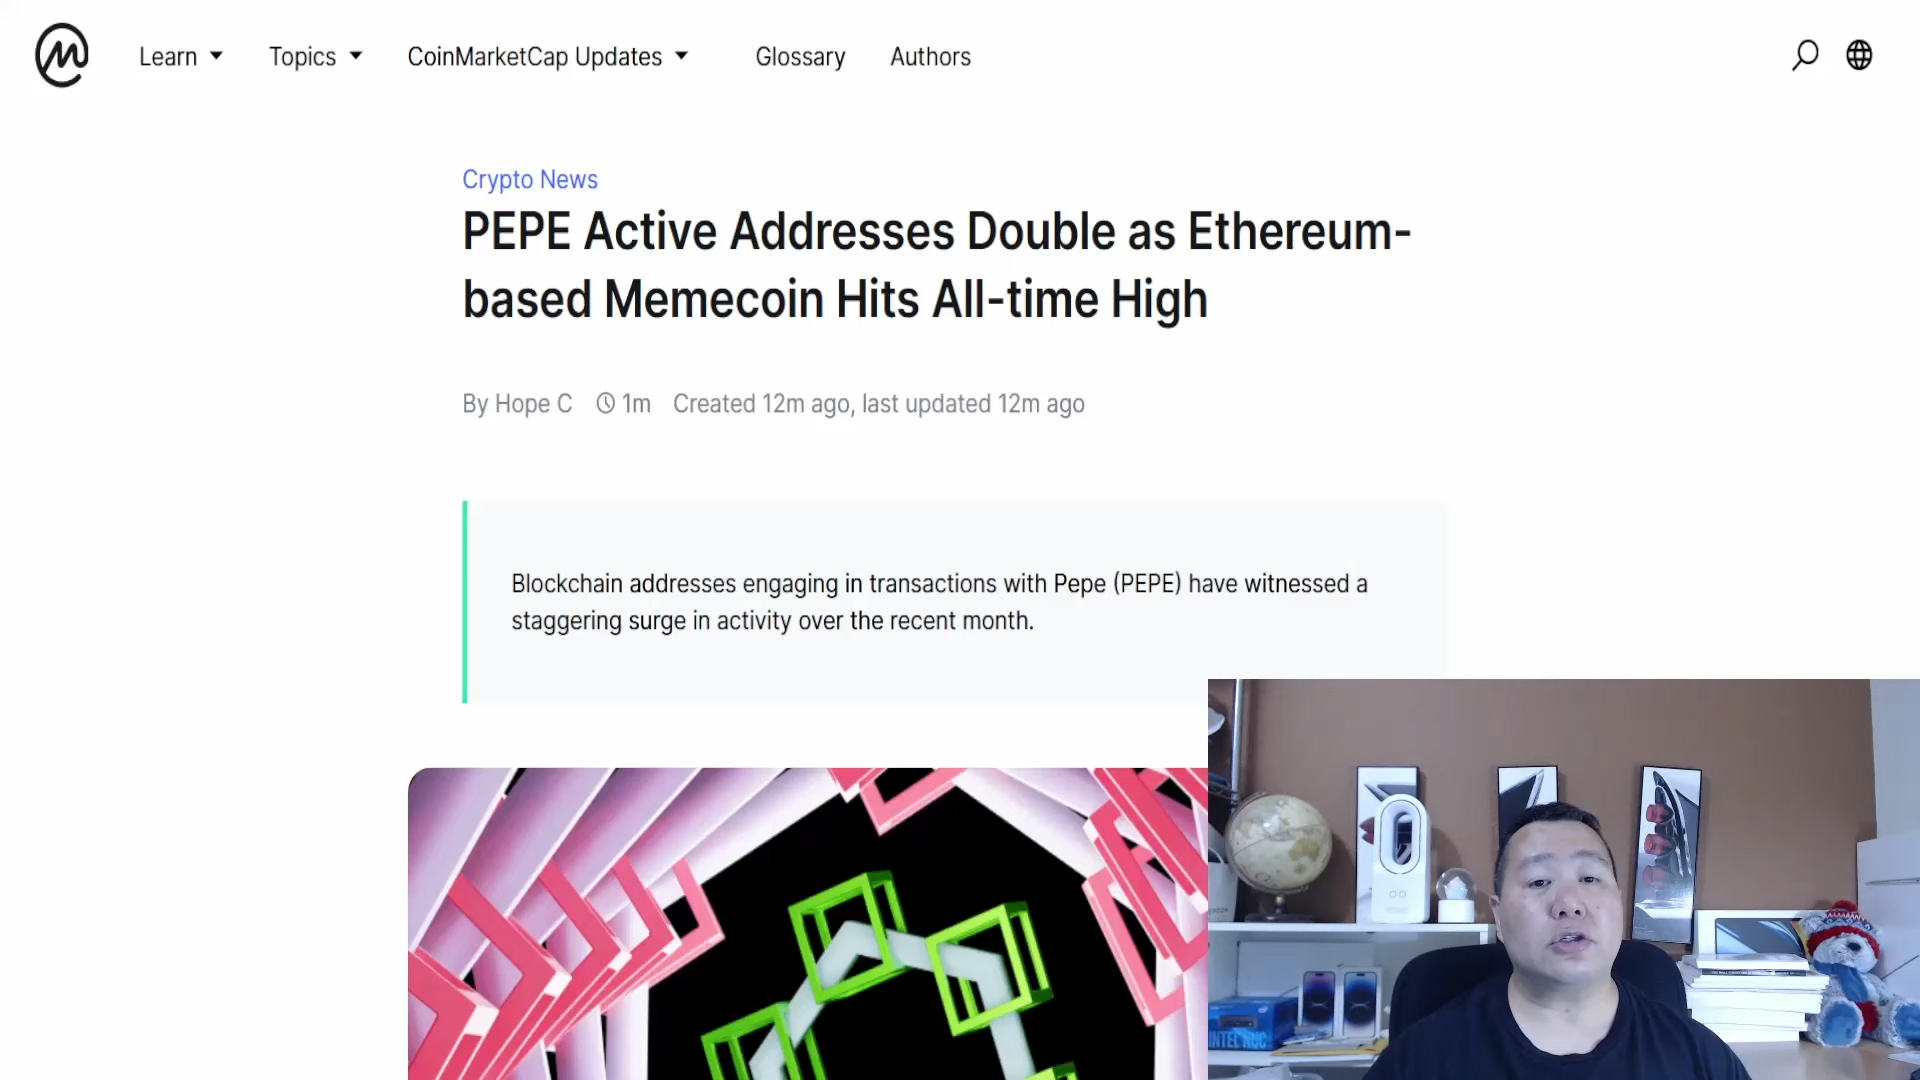 Learn Topics CoinMarketCap Updates Glossary Authors
Crypto News
PEPE Active Addresses Double as Ethereum-
based Memecoin Hits All-time High
By Hope C 1m Created 12m ago, last updated 12m ago
Blockchain addresses engaging in transactions with Pepe (PEPE) have witnessed a
staggering surge in activity over the recent month.
INTEL NUC